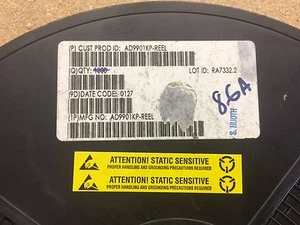 (P) CUST PROD ID: AD9901KP-REEL
(Q)QTY: 1000
LOT ID: RA7332.2
(9D)DATE CODE: 0127
(1P)MFG NO.: AD9901KP-REEL
86A
S. HUOTH
ATTENTION! STATIC SENSITIVE
PROPER HANDLING AND GROUNDING PRECAUTIONS REQUIRED
ATTENTION! STATIC SENSITIVE
PROPER HANDLING AND GROUNDING PRECAUTIONS REQUIRED